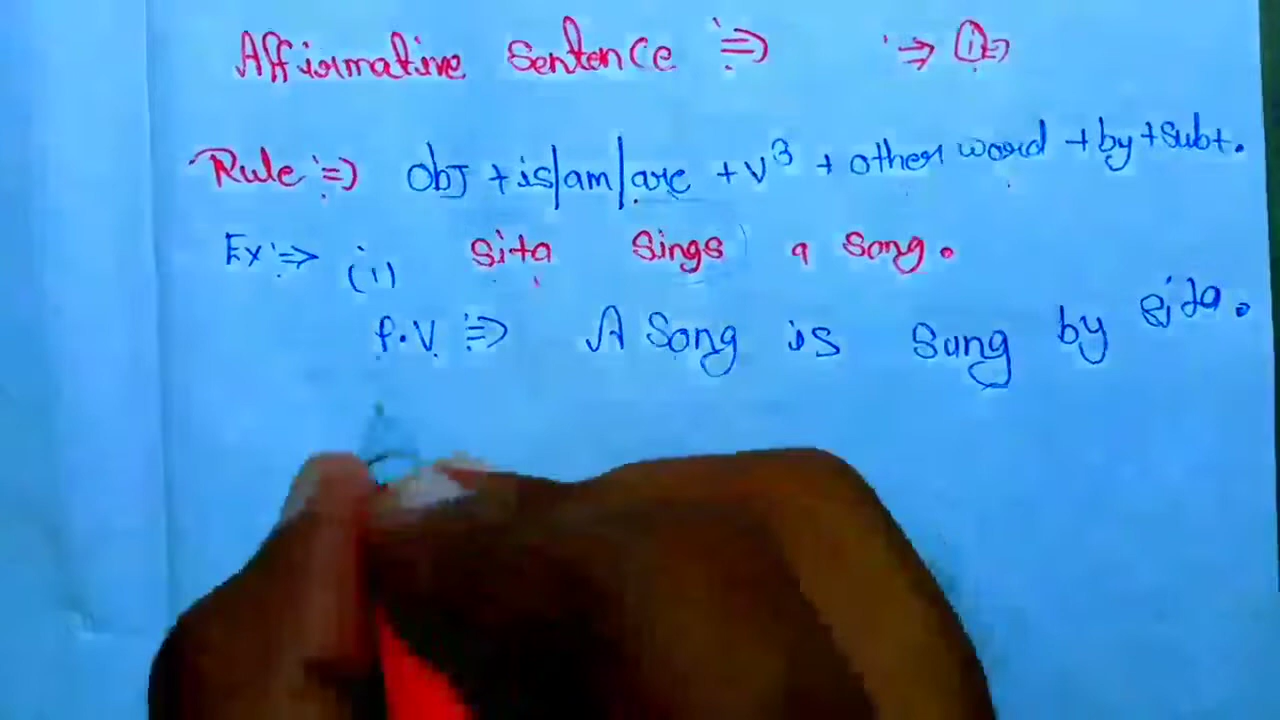 Affirmative Sentence ⇒ ⇒ ①⇒
Rule ⇒ Obj + is/am/are + V³ + other word + by + Subt.
Ex ⇒ (i) Sita Sings a Song.
P.V ⇒ A Song is Sung by Sita.